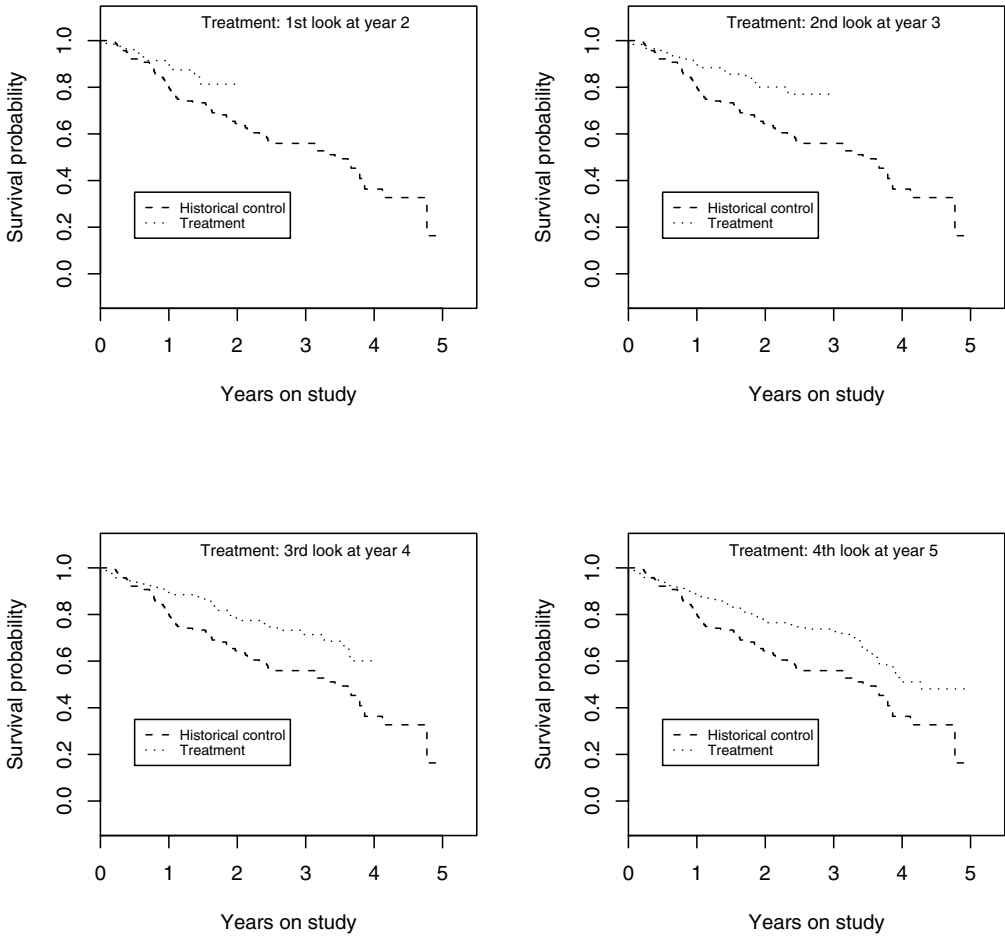 Treatment: 1st look at year 2
Survival probability
1.0
0.8
0.6
0.4
0.2
0.0
Historical control
Treatment
0 1 2 3 4 5
Years on study
Treatment: 2nd look at year 3
Survival probability
1.0
0.8
0.6
0.4
0.2
0.0
Historical control
Treatment
0 1 2 3 4 5
Years on study
Treatment: 3rd look at year 4
Survival probability
1.0
0.8
0.6
0.4
0.2
0.0
Historical control
Treatment
0 1 2 3 4 5
Years on study
Treatment: 4th look at year 5
Survival probability
1.0
0.8
0.6
0.4
0.2
0.0
Historical control
Treatment
0 1 2 3 4 5
Years on study